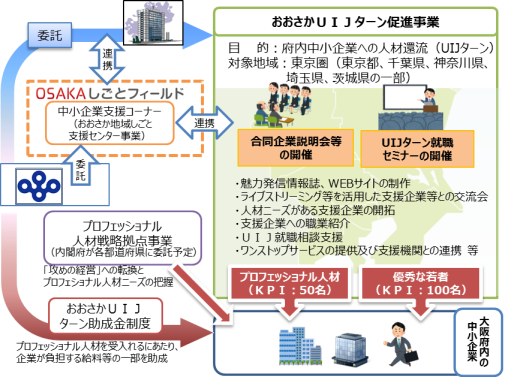 委託
連携
OSAKAしごとフィールド
中小企業支援コーナー
（おおさか地域しごと
支援センター事業）
連携
委託
プロフェッショナル
人材戦略拠点事業
（内閣府が各都道府県に委託予定）
「攻めの経営」への転換と
プロフェショナル人材ニーズの把握
おおさかＵＩＪ
ターン助成金制度
プロフェッショナル人材を受入れるにあたり、
企業が負担する給料等の一部を助成
おおさかＵＩＪターン促進事業
目　的：府内中小企業への人材還流（UIJターン）
対象地域：東京圏（東京都、千葉県、神奈川県、
埼玉県、茨城県の一部）
合同企業説明会等
の開催
UIJターン就職
セミナーの開催
・魅力発信情報誌、WEBサイトの制作
・ライブストリーミング等を活用した支援企業等との交流会
・人材ニーズがある支援企業の開拓
・支援企業への職業紹介
・ＵＩＪ就職相談支援
・ワンストップサービスの提供及び支援機関との連携 等
プロフェッショナル人材
（ＫＰＩ：50名）
優秀な若者
（ＫＰＩ：100名）
大阪府内の
中小企業